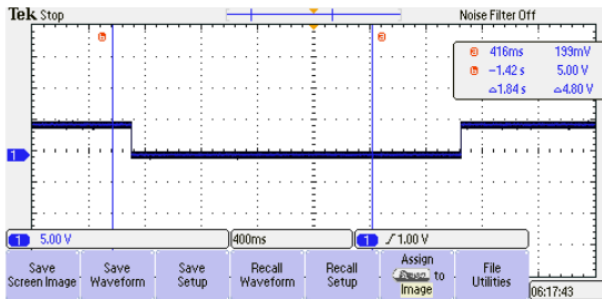 Tek Stop Noise Filter Off
b a
a 416ms 199mV
b −1.42 s 5.00 V
△1.84 s △4.80 V
1
1 5.00 V 400ms 1 ∫ 1.00 V
Save Screen Image
Save Waveform
Save Setup
Recall Waveform
Recall Setup
Assign to Image
File Utilities
06:17:43